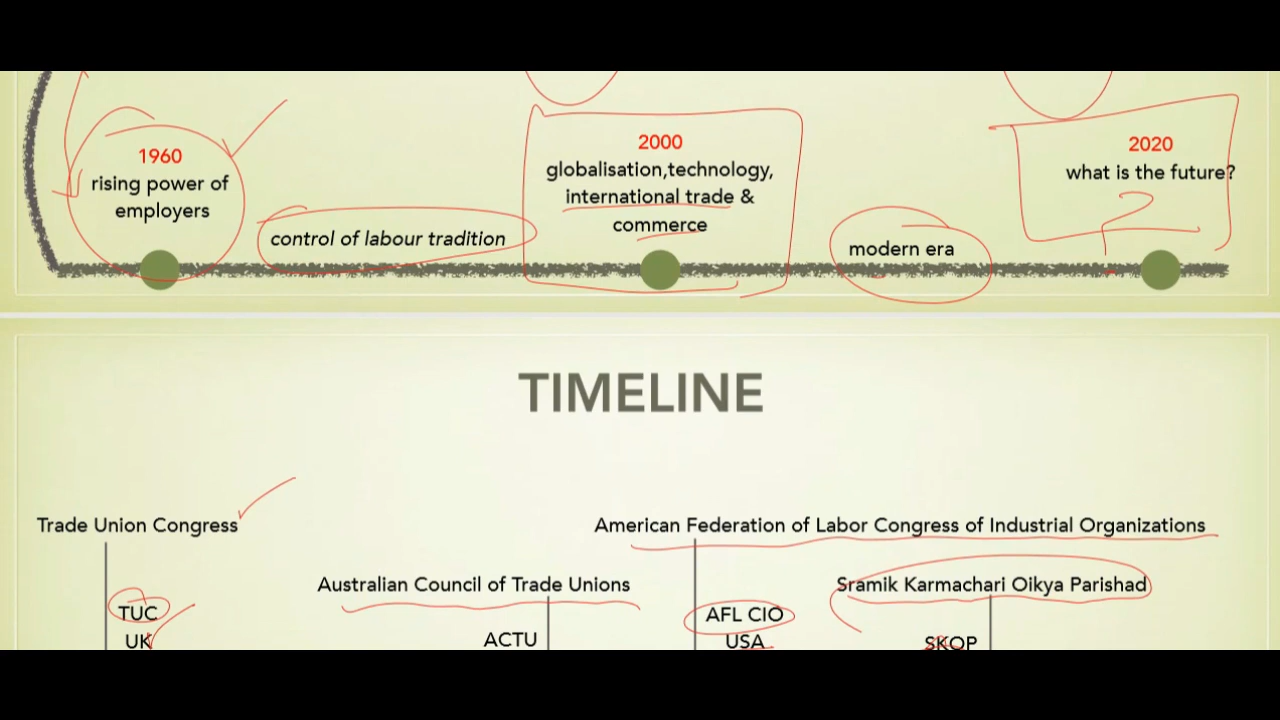 1960
rising power of
employers
control of labour tradition
2000
globalisation,technology,
international trade &
commerce
modern era
2020
what is the future?
?
TIMELINE
Trade Union Congress
TUC
UK
Australian Council of Trade Unions
ACTU
American Federation of Labor Congress of Industrial Organizations
AFL CIO
USA
Sramik Karmachari Oikya Parishad
SKOP